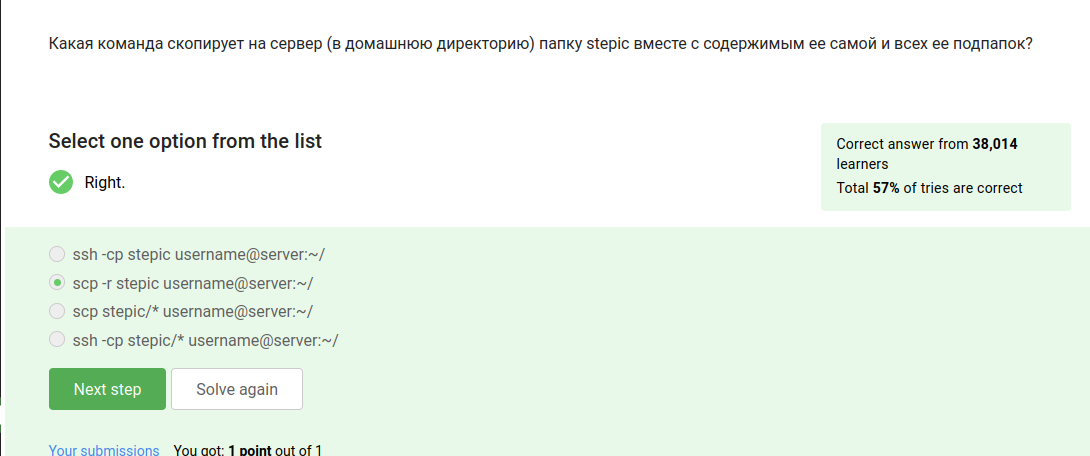 Какая команда скопирует на сервер (в домашнюю директорию) папку stepic вместе с содержимым ее самой и всех ее подпапок?
Select one option from the list
Right.
Correct answer from 38,014
learners
Total 57% of tries are correct
ssh -cp stepic username@server:~/
scp -r stepic username@server:~/
scp stepic/* username@server:~/
ssh -cp stepic/* username@server:~/
Next step
Solve again
Your submissions You got: 1 point out of 1